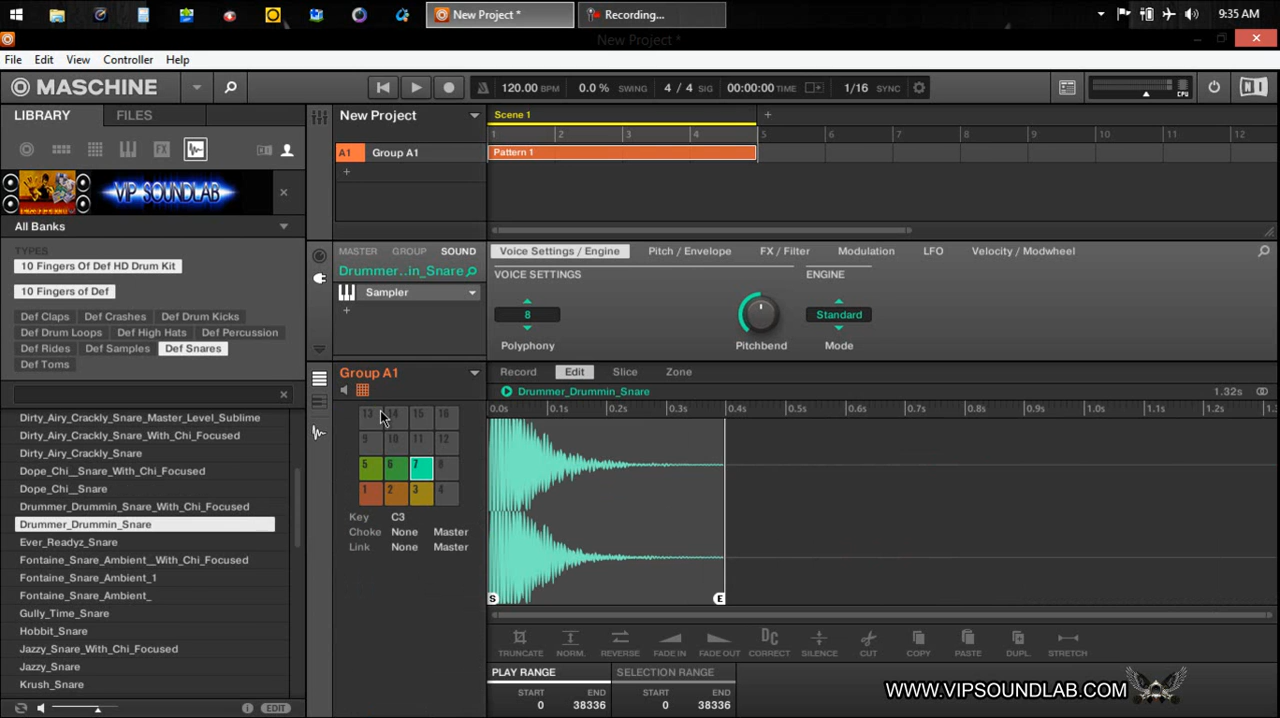 New Project *
Recording...
9:35 AM
New Project *
File Edit View Controller Help
MASCHINE
120.00 BPM 0.0% SWING 4 / 4 SIG 00:00:00 TIME 1/16 SYNC
CPU
LIBRARY FILES
New Project
Scene 1
1 2 3 4 5 6 7 8 9 10 11 12
A1 Group A1
Pattern 1
VIP SOUNDLAB
All Banks
TYPES
10 Fingers Of Def HD Drum Kit
10 Fingers of Def
Def Claps Def Crashes Def Drum Kicks
Def Drum Loops Def High Hats Def Percussion
Def Rides Def Samples Def Snares
Def Toms
MASTER GROUP SOUND
Drummer..in_Snare
Sampler
Voice Settings / Engine Pitch / Envelope FX / Filter Modulation LFO Velocity / Modwheel
VOICE SETTINGS ENGINE
8 Standard
Polyphony Pitchbend Mode
Group A1
Record Edit Slice Zone
Drummer_Drummin_Snare 1.32s
0.0s 0.1s 0.2s 0.3s 0.4s 0.5s 0.6s 0.7s 0.8s 0.9s 1.0s 1.1s 1.2s
13 14 15 16
9 10 11 12
5 6 7 8
1 2 3 4
Key C3
Choke None Master
Link None Master
Dirty_Airy_Crackly_Snare_Master_Level_Sublime
Dirty_Airy_Crackly_Snare_With_Chi_Focused
Dirty_Airy_Crackly_Snare
Dope_Chi__Snare_With_Chi_Focused
Dope_Chi__Snare
Drummer_Drummin_Snare_With_Chi_Focused
Drummer_Drummin_Snare
Ever_Readyz_Snare
Fontaine_Snare_Ambient__With_Chi_Focused
Fontaine_Snare_Ambient_1
Fontaine_Snare_Ambient_
Gully_Time_Snare
Hobbit_Snare
Jazzy_Snare_With_Chi_Focused
Jazzy_Snare
Krush_Snare
EDIT
S E
TRUNCATE NORM. REVERSE FADE IN FADE OUT DC CORRECT SILENCE CUT COPY PASTE DUPL. STRETCH
PLAY RANGE SELECTION RANGE
START END START END
0 38336 0 38336
WWW.VIPSOUNDLAB.COM